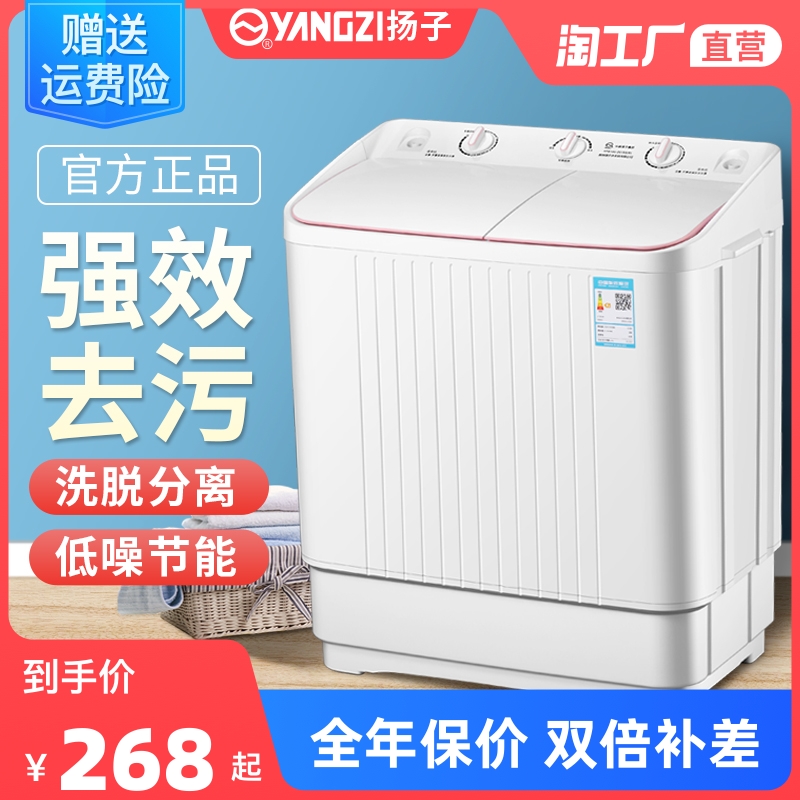 赠送
运费险
YANGZI扬子
淘工厂 直营
官方正品
强效
去污
洗脱分离
低噪节能
到手价
¥268起
全年保价 双倍补差